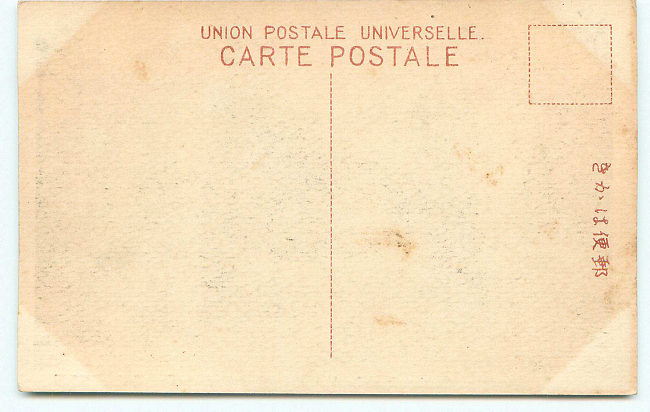 UNION POSTALE UNIVERSELLE.
CARTE POSTALE
きかは便郵